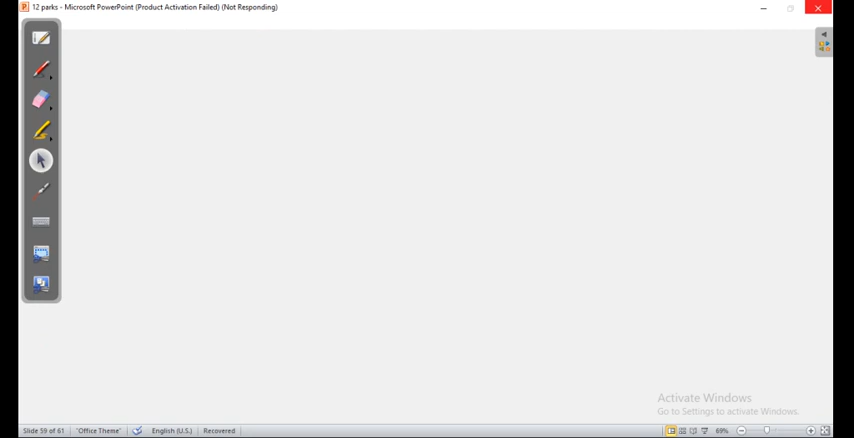 12 parks - Microsoft PowerPoint (Product Activation Failed) (Not Responding)
Activate Windows
Go to Settings to activate Windows.
Slide 59 of 61 "Office Theme" English (U.S.) Recovered 69%